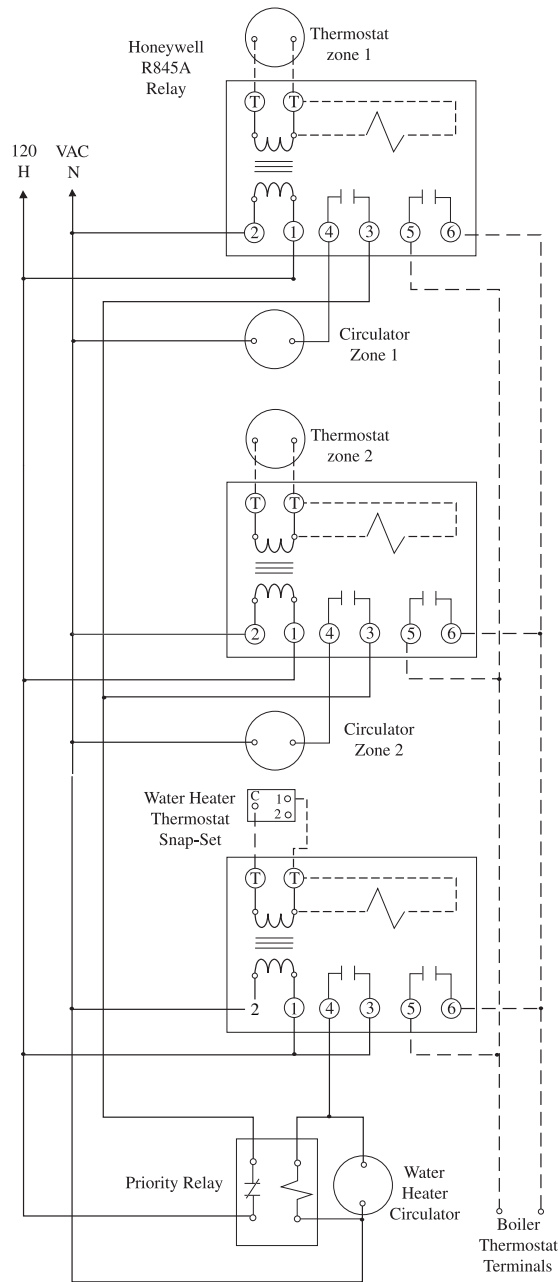 Honeywell
R845A
Relay
Thermostat
zone 1
T T
120 VAC
H N
2 1 4 3 5 6
Circulator
Zone 1
Thermostat
zone 2
T T
2 1 4 3 5 6
Circulator
Zone 2
Water Heater
Thermostat
Snap-Set
C 1
2
T T
2 1 4 3 5 6
Priority Relay
Water
Heater
Circulator
Boiler
Thermostat
Terminals